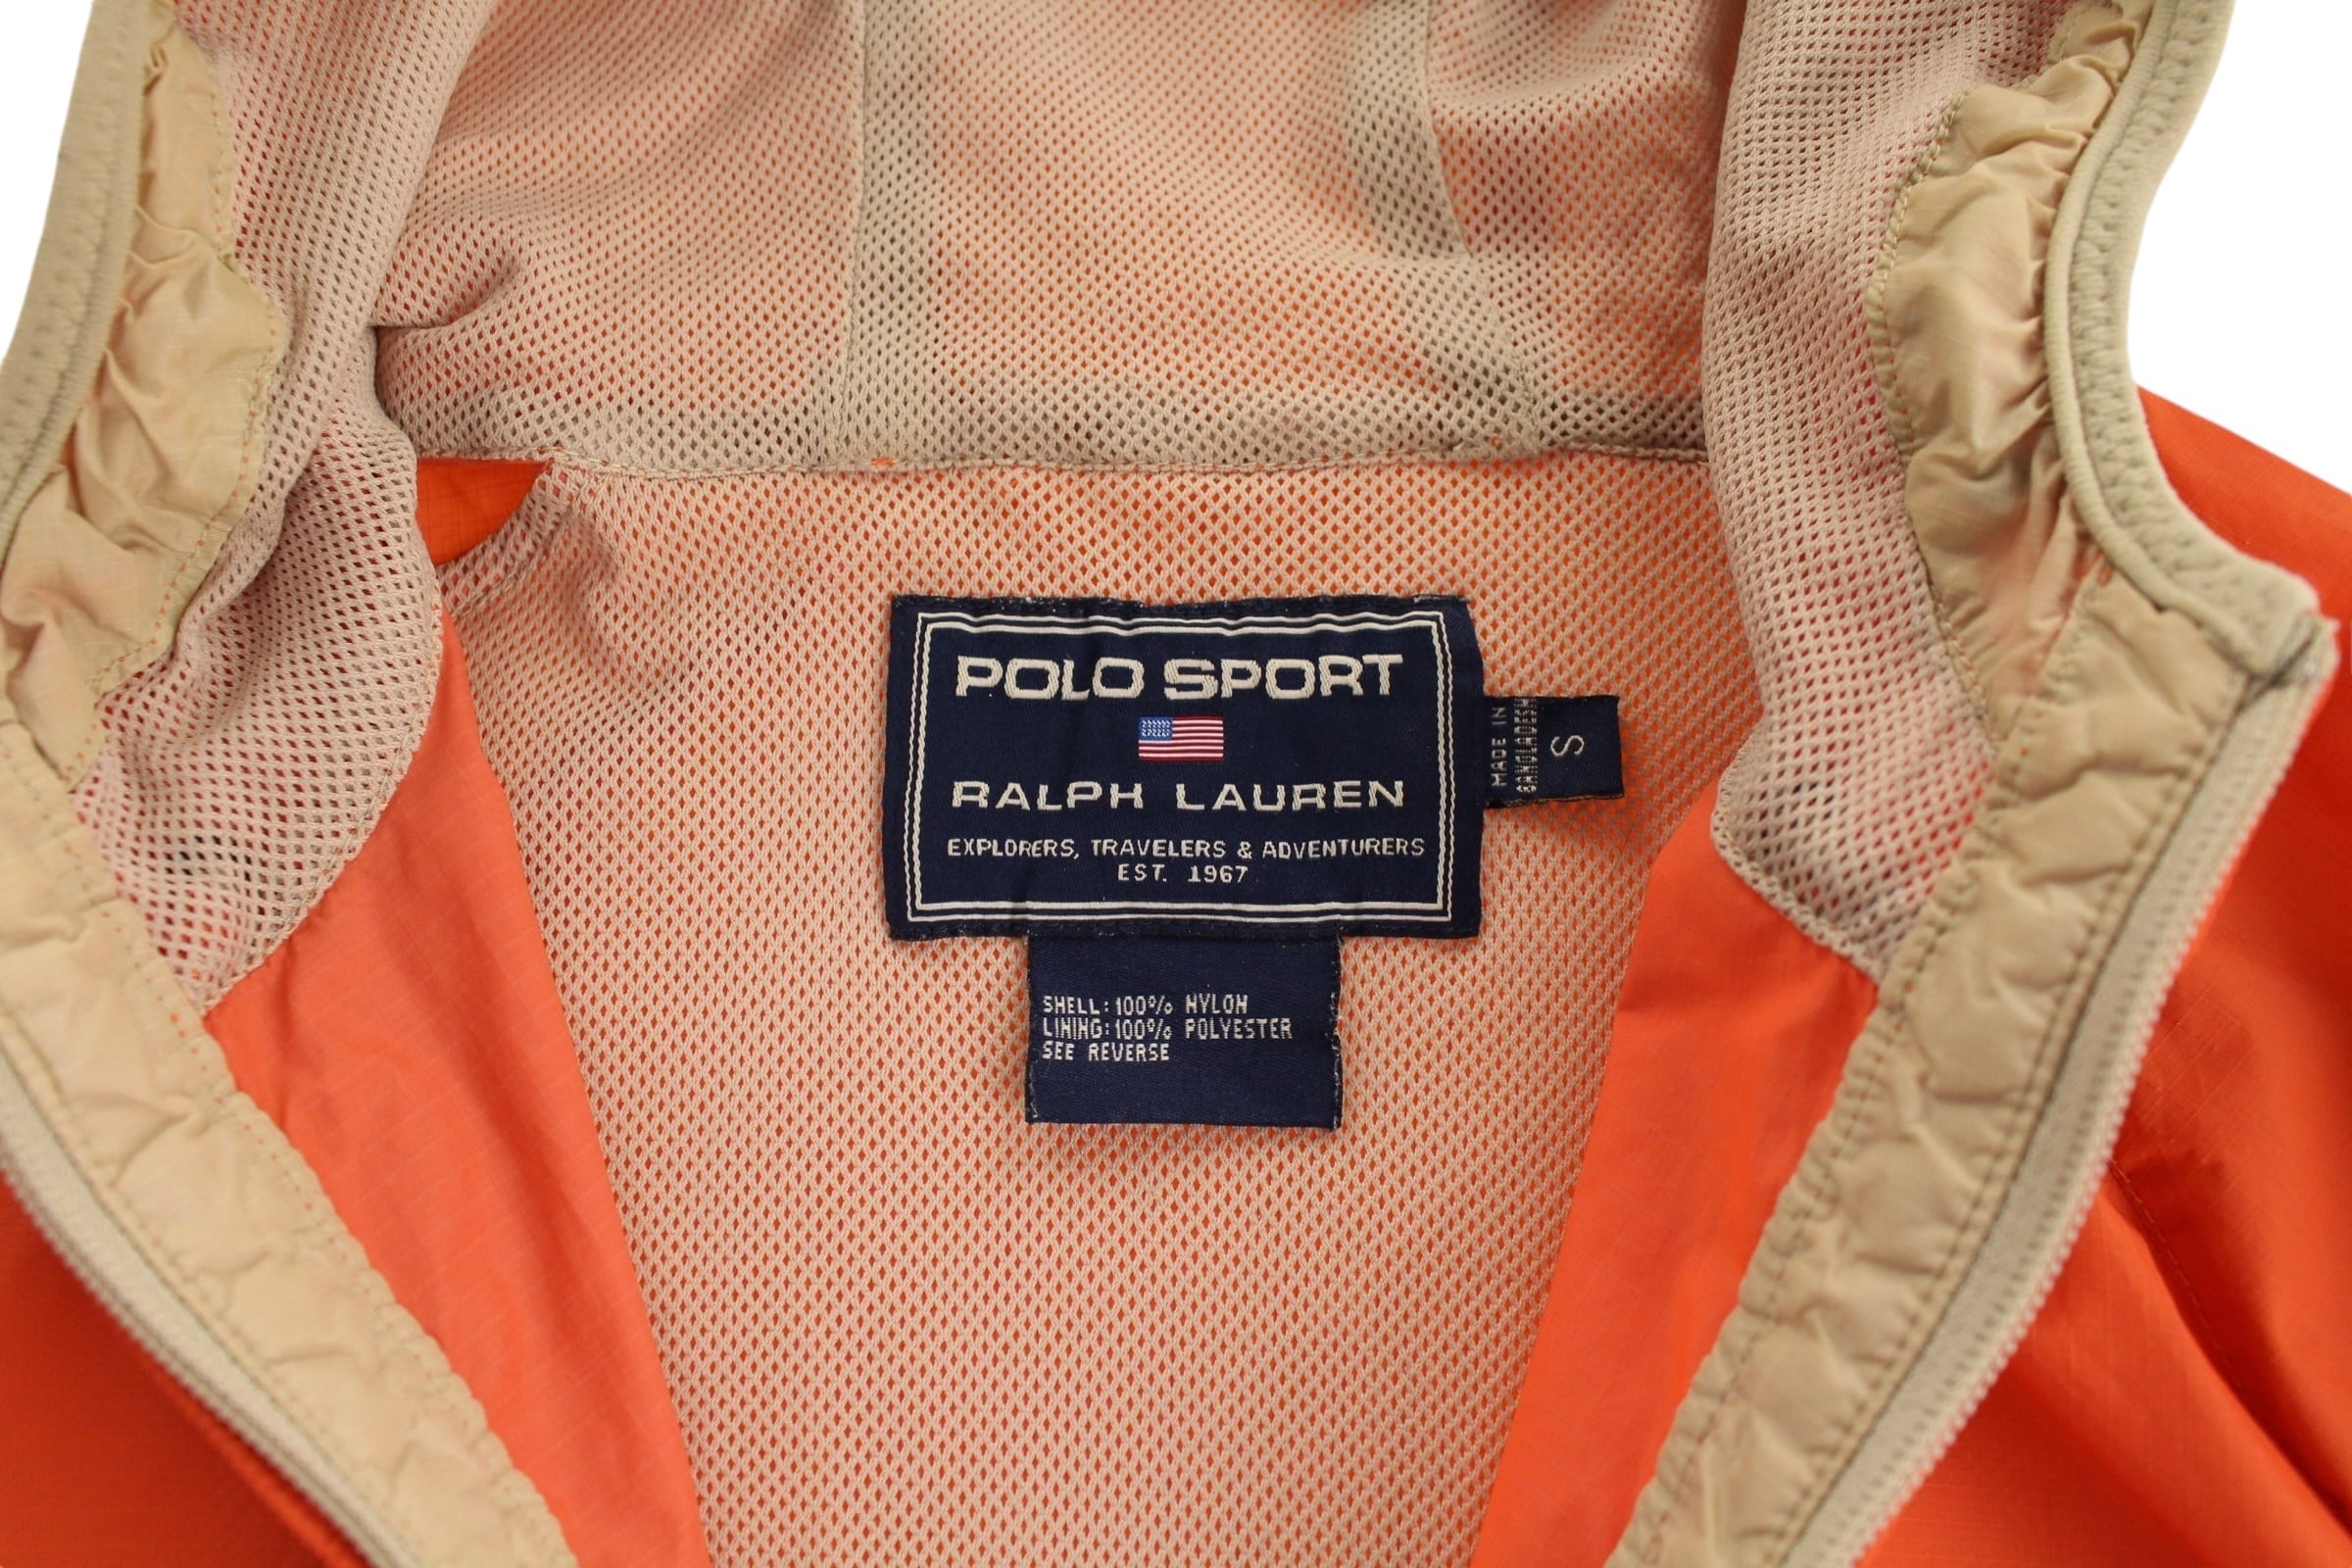 POLO SPORT
RALPH LAUREN
EXPLORERS, TRAVELERS & ADVENTURERS
EST. 1967
MADE IN
BANGLADESH
S
SHELL: 100% NYLON
LINING: 100% POLYESTER
SEE REVERSE